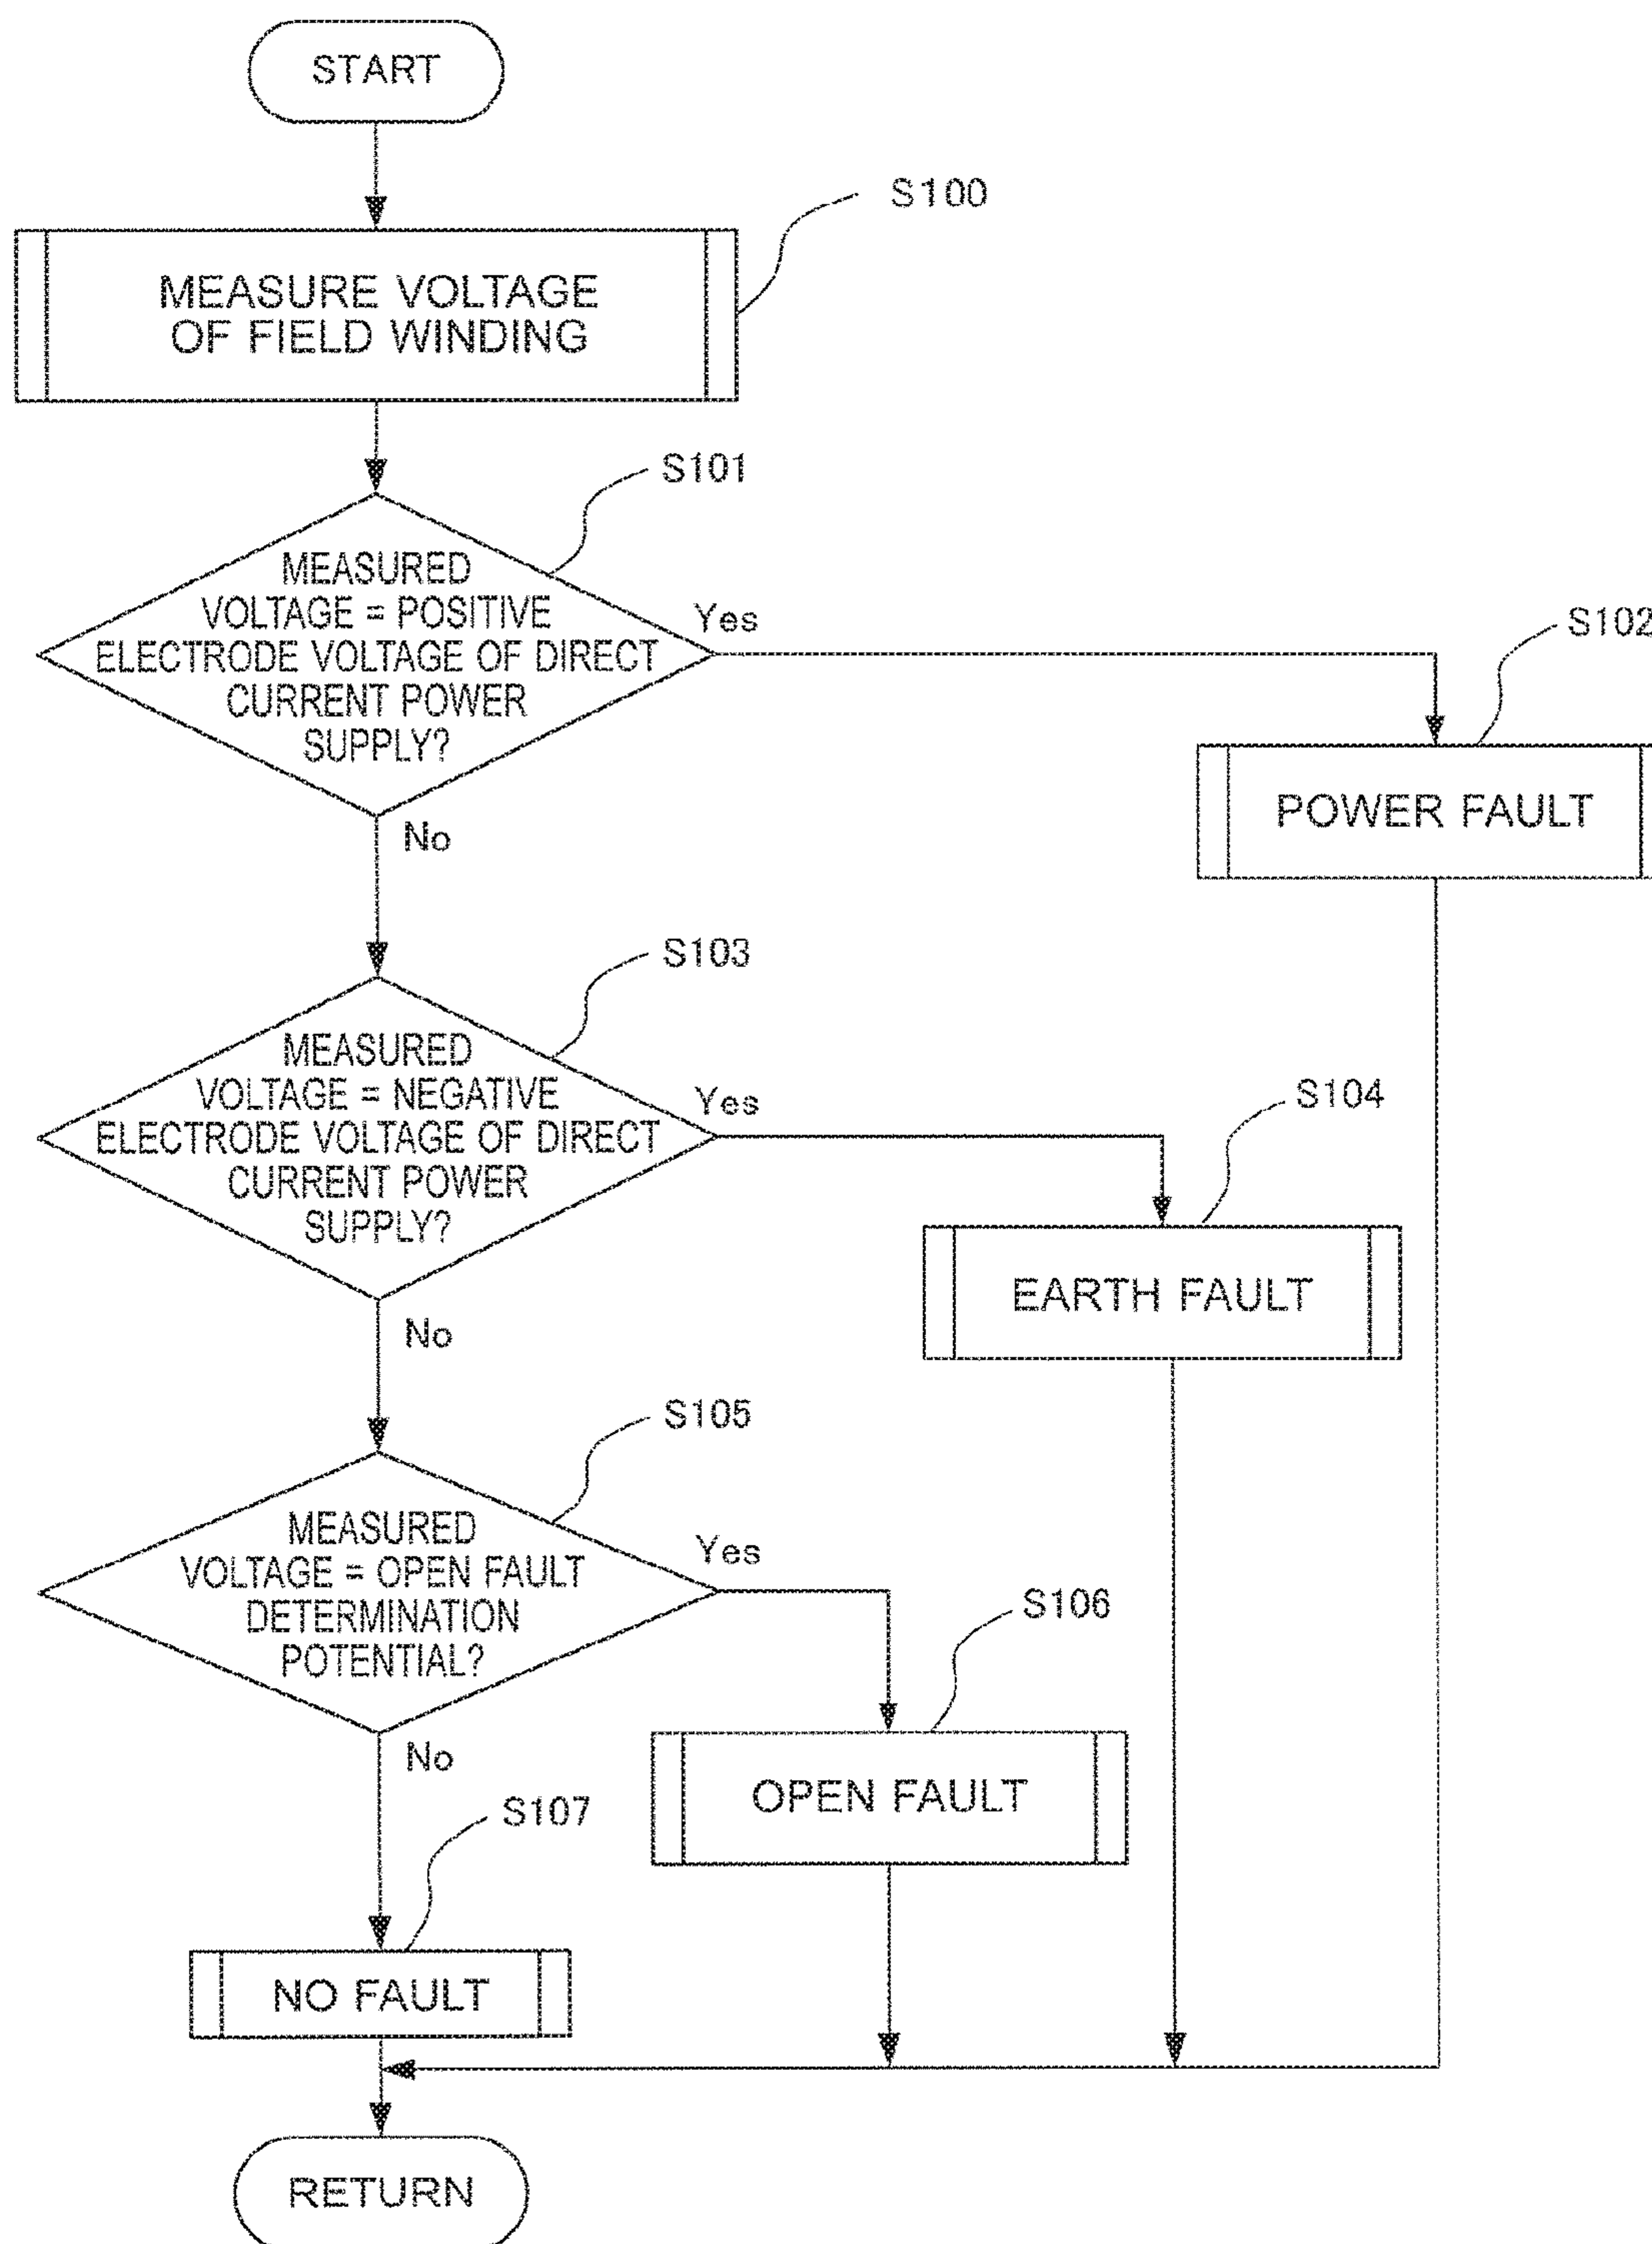 START
S100
MEASURE VOLTAGE
OF FIELD WINDING
S101
MEASURED
VOLTAGE = POSITIVE
ELECTRODE VOLTAGE OF DIRECT
CURRENT POWER
SUPPLY?
Yes
No
S102
POWER FAULT
S103
MEASURED
VOLTAGE = NEGATIVE
ELECTRODE VOLTAGE OF DIRECT
CURRENT POWER
SUPPLY?
Yes
No
S104
EARTH FAULT
S105
MEASURED
VOLTAGE = OPEN FAULT
DETERMINATION
POTENTIAL?
Yes
No
S106
OPEN FAULT
S107
NO FAULT
RETURN